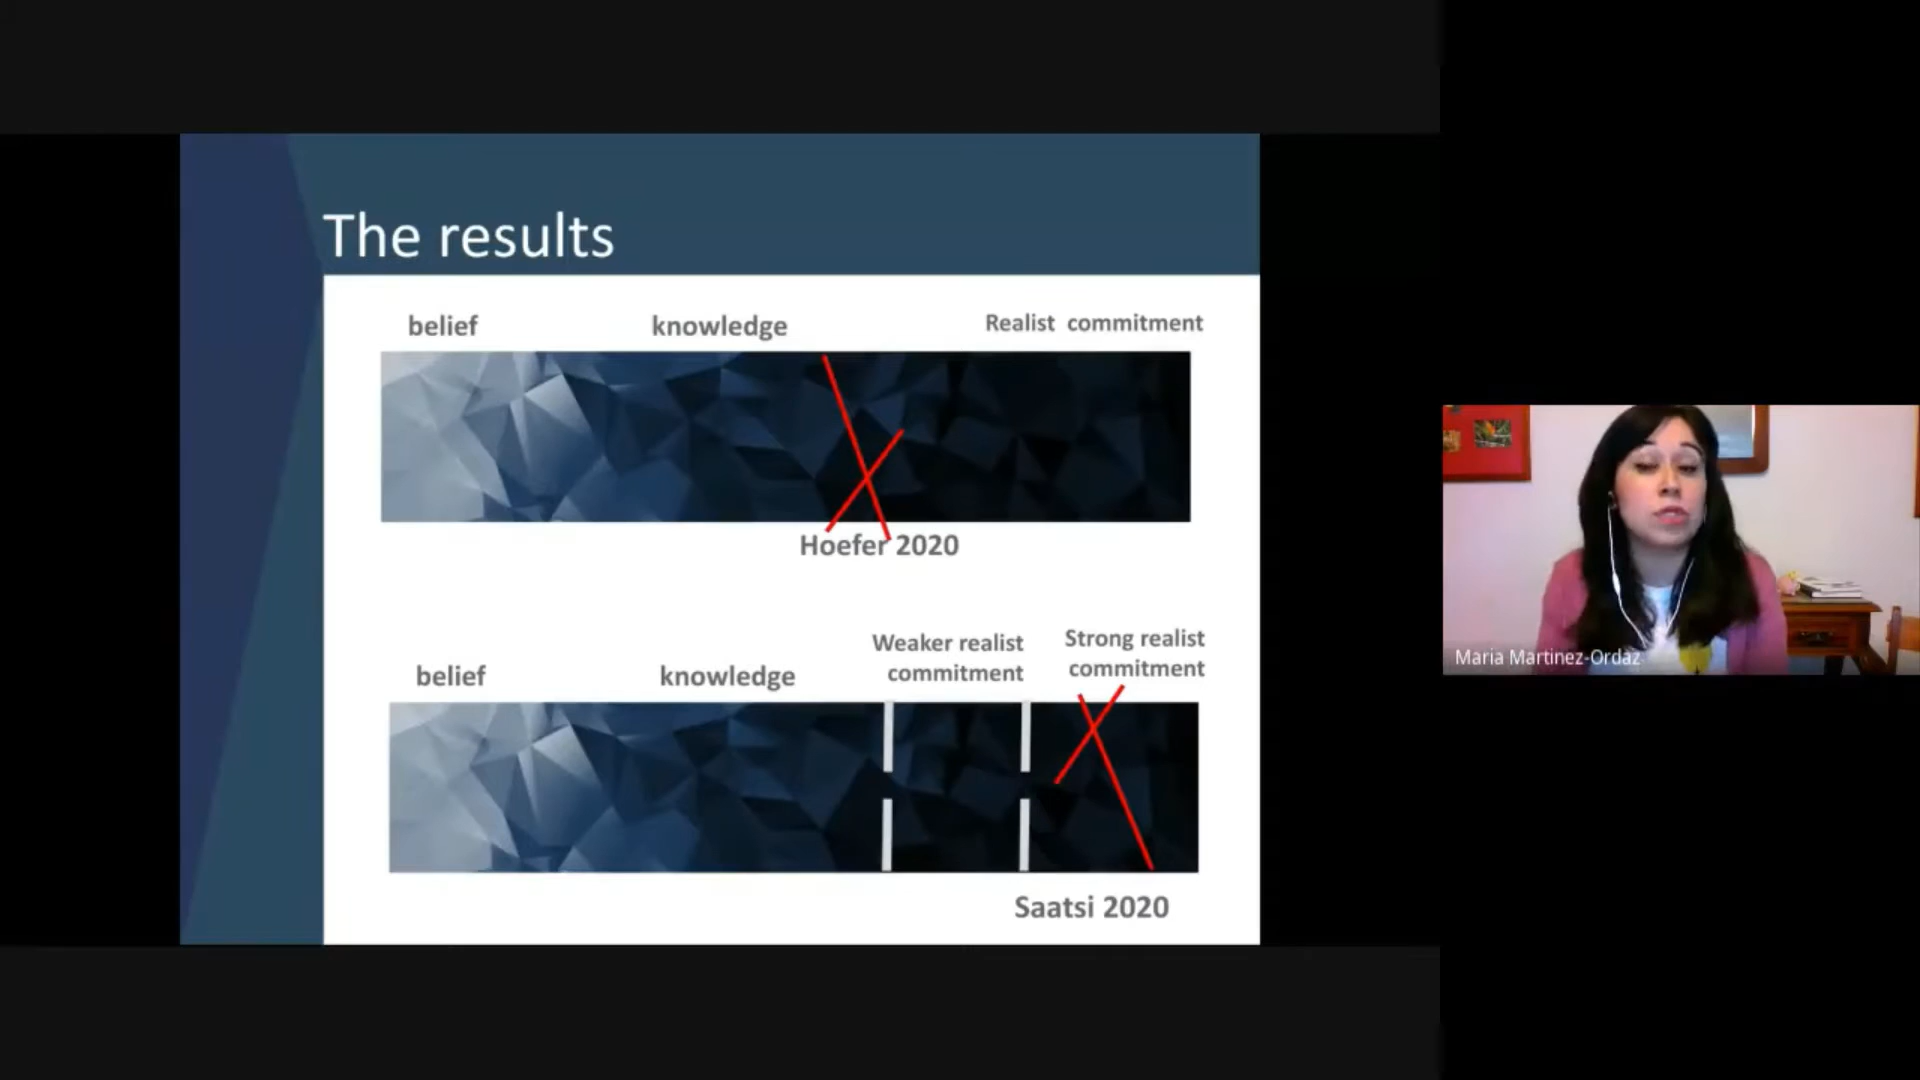 The results
belief knowledge Realist commitment
Hoefer 2020
belief knowledge
Weaker realist
commitment
Strong realist
commitment
Saatsi 2020
Maria Martinez-Ordaz